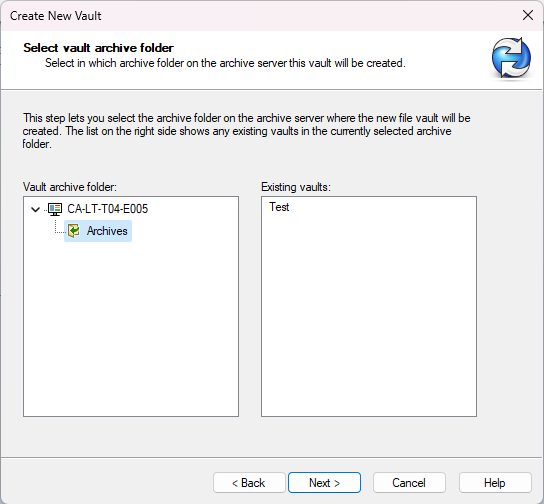 Create New Vault
Select vault archive folder
Select in which archive folder on the archive server this vault will be created.
This step lets you select the archive folder on the archive server where the new file vault will be
created. The list on the right side shows any existing vaults in the currently selected archive
folder.
Vault archive folder:
Existing vaults:
CA-LT-T04-E005
Test
Archives
< Back
Next >
Cancel
Help